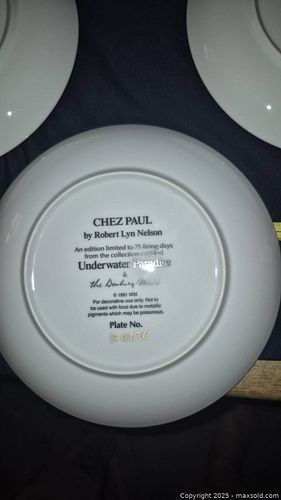 CHEZ PAUL
by Robert Lyn Nelson
An edition limited to 75 firing days
from the collection entitled
Underwater Paradise
&
the Danbury Mint
© 1991 MBI
For decorative use only. Not to
be used with food due to metallic
pigments which may be poisonous.
Plate No.
Copyright © 2025 - maxsold.com